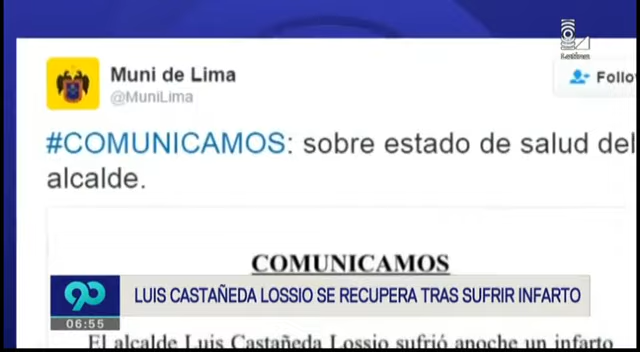 Latina
Muni de Lima
@MuniLima
Follo
#COMUNICAMOS: sobre estado de salud del
alcalde.
COMUNICAMOS
90
LUIS CASTAÑEDA LOSSIO SE RECUPERA TRAS SUFRIR INFARTO
06:55
El alcalde Luis Castañeda Lossio sufrió anoche un infarto